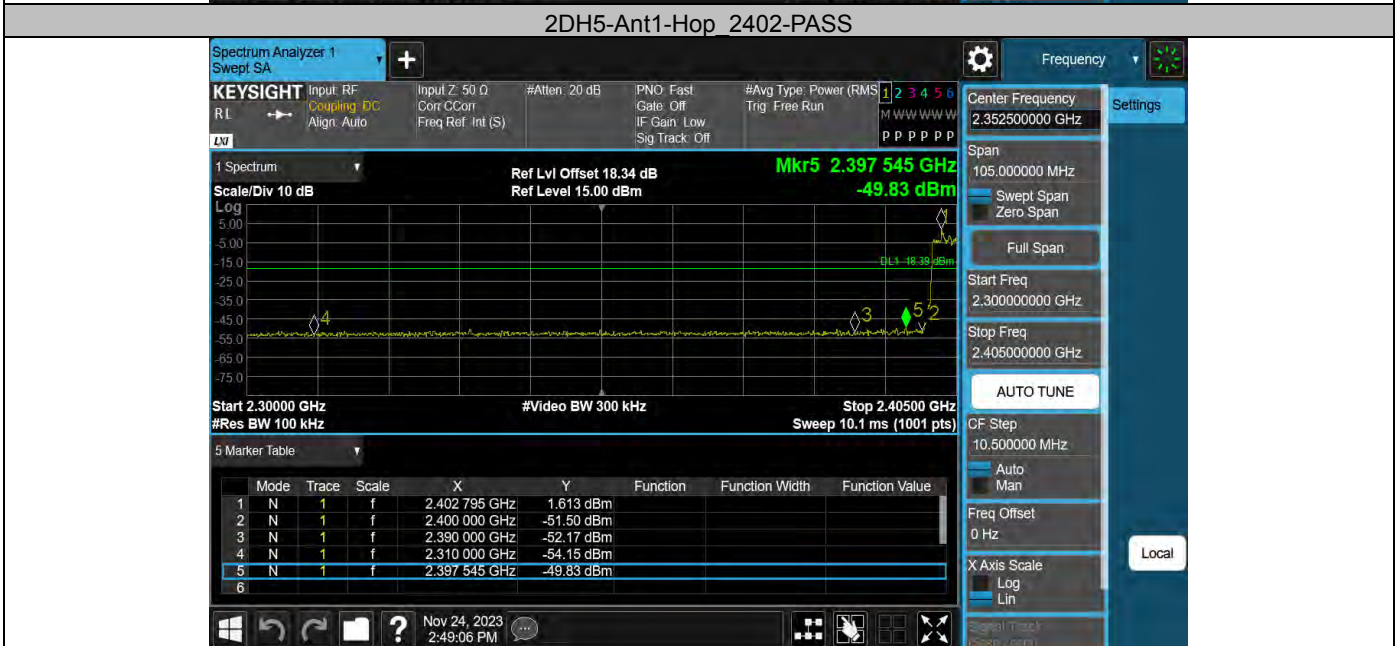 2DH5-Ant1-Hop_2402-PASS
Spectrum Analyzer 1
Swept SA
+
Frequency
KEYSIGHT
RL
LXI
Input: RF
Coupling: DC
Align: Auto
Input Z: 50 Ω
Corr CCorr
Freq Ref: Int (S)
#Atten: 20 dB
PNO: Fast
Gate: Off
IF Gain: Low
Sig Track: Off
#Avg Type: Power (RMS
Trig: Free Run
1 2 3 4 5 6
M W W W W W
P P P P P P
Center Frequency
2.352500000 GHz
Settings
1 Spectrum
Scale/Div 10 dB
Ref Lvl Offset 18.34 dB
Ref Level 15.00 dBm
Mkr5 2.397 545 GHz
-49.83 dBm
Log
5.00
-5.00
-15.0
-25.0
-35.0
-45.0
-55.0
-65.0
-75.0
1
DL1 -18.39 dBm
4
3
5
2
Start 2.30000 GHz
#Res BW 100 kHz
#Video BW 300 kHz
Stop 2.40500 GHz
Sweep 10.1 ms (1001 pts)
Span
105.000000 MHz
Swept Span
Zero Span
Full Span
Start Freq
2.300000000 GHz
Stop Freq
2.405000000 GHz
AUTO TUNE
CF Step
10.500000 MHz
Auto
Man
Freq Offset
0 Hz
X Axis Scale
Log
Lin
Signal Track
(Span Zoom)
Local
5 Marker Table
Mode Trace Scale X Y Function Function Width Function Value
1 N 1 f 2.402 795 GHz 1.613 dBm
2 N 1 f 2.400 000 GHz -51.50 dBm
3 N 1 f 2.390 000 GHz -52.17 dBm
4 N 1 f 2.310 000 GHz -54.15 dBm
5 N 1 f 2.397 545 GHz -49.83 dBm
6
?
Nov 24, 2023
2:49:06 PM